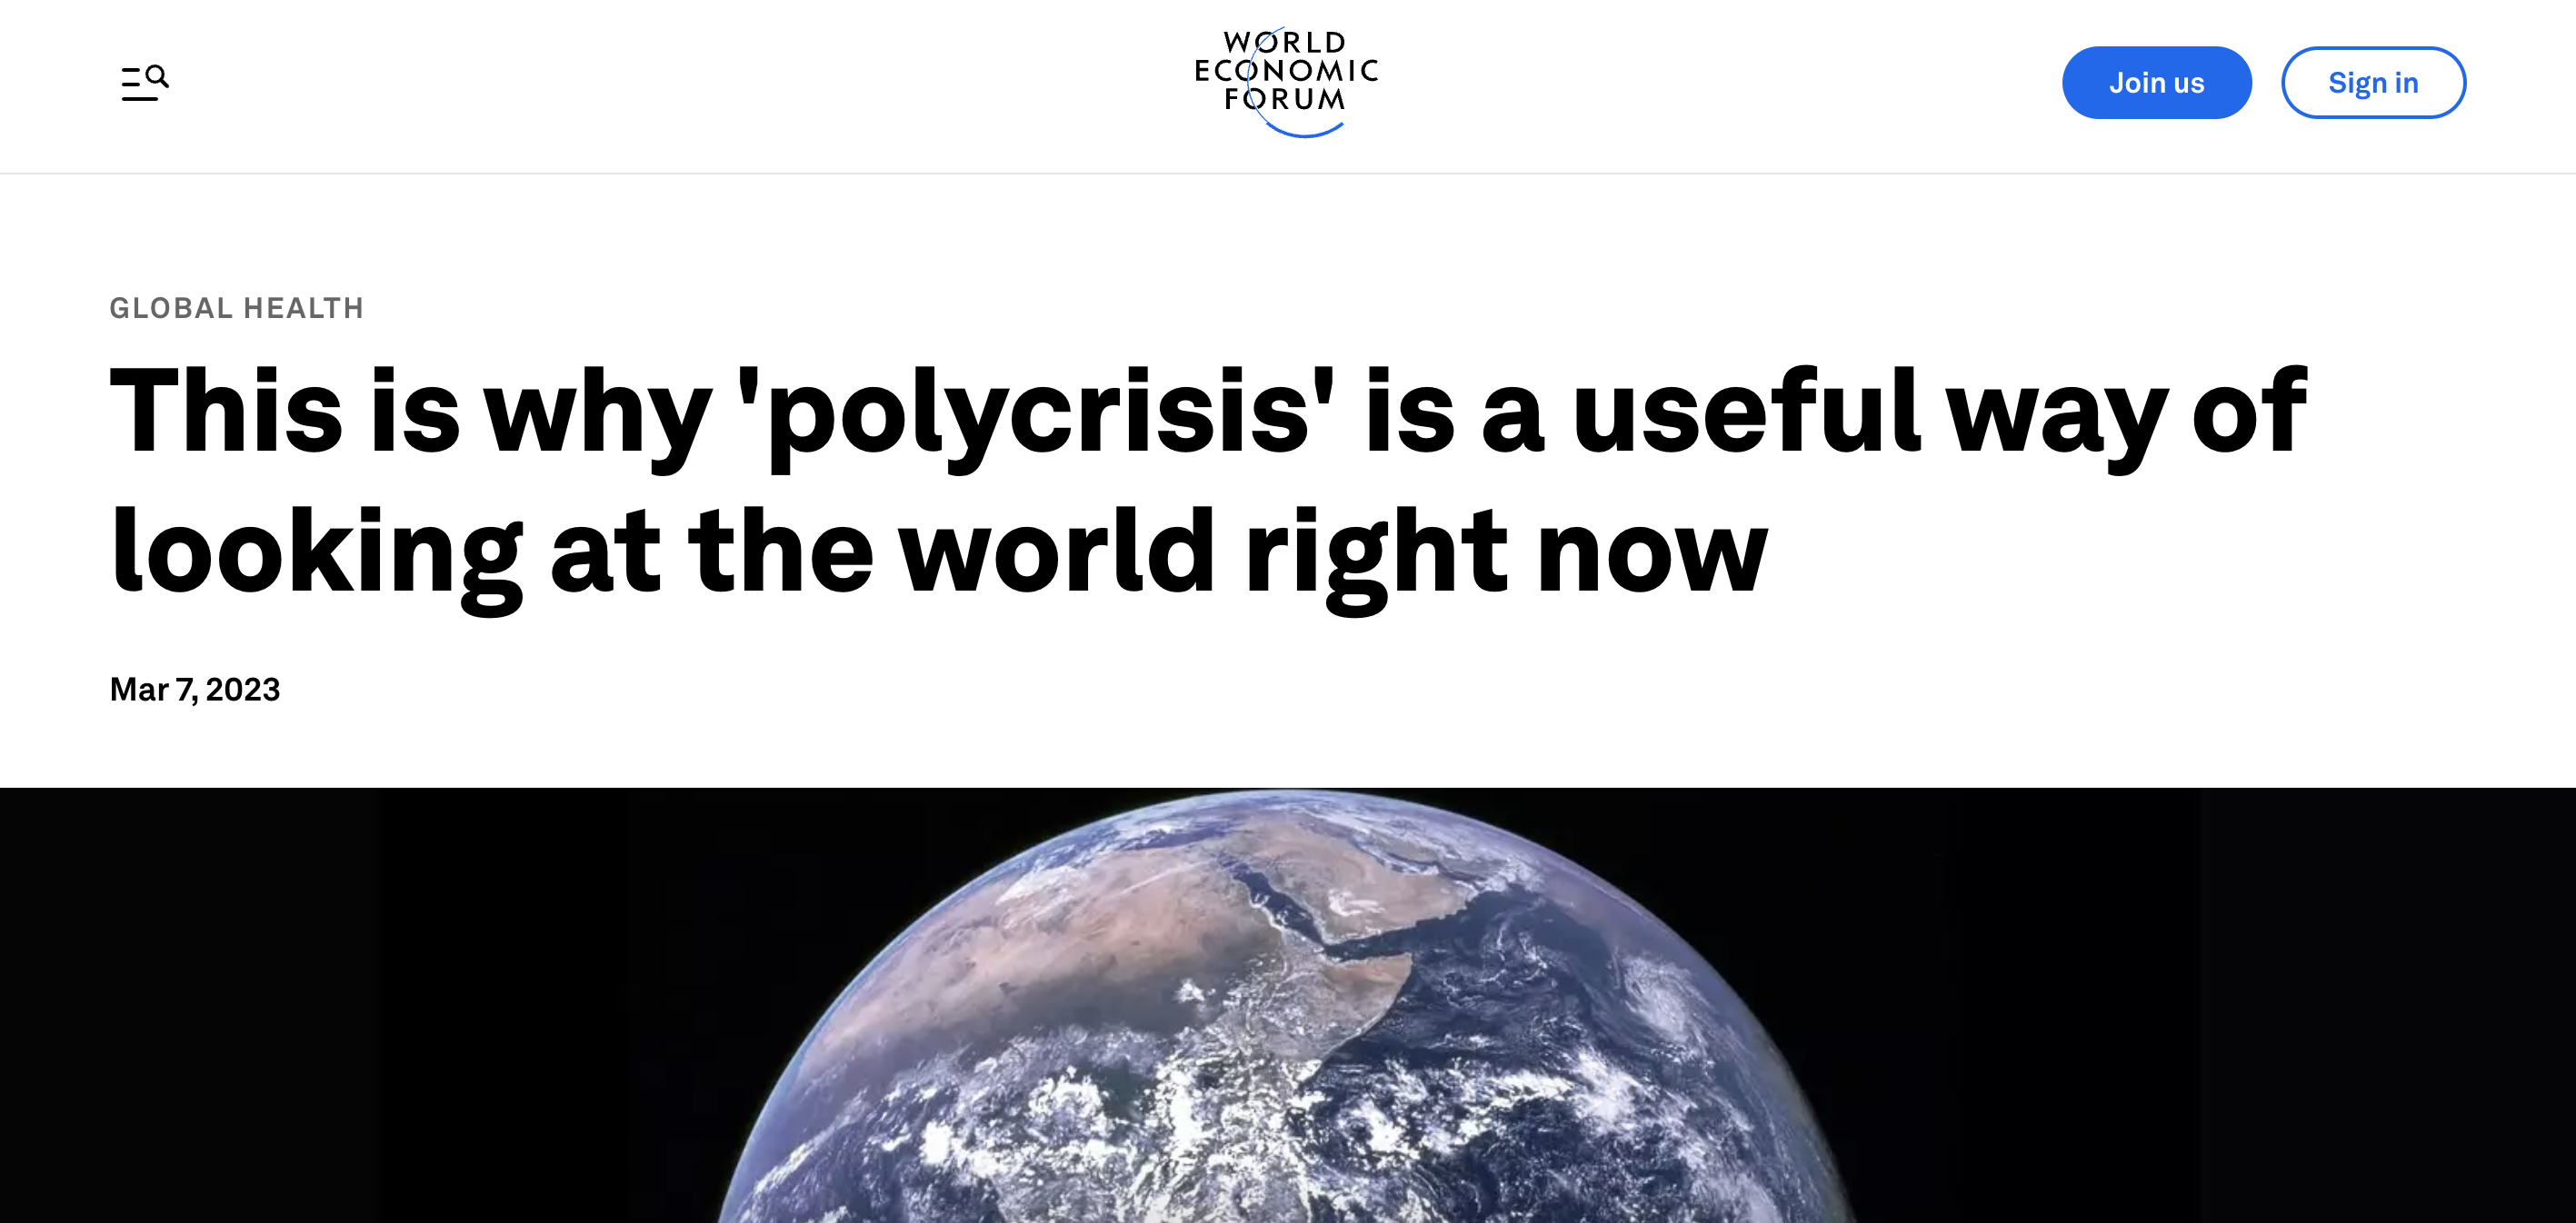 WORLD
ECONOMIC
FORUM
Join us
Sign in
GLOBAL HEALTH
This is why 'polycrisis' is a useful way of
looking at the world right now
Mar 7, 2023